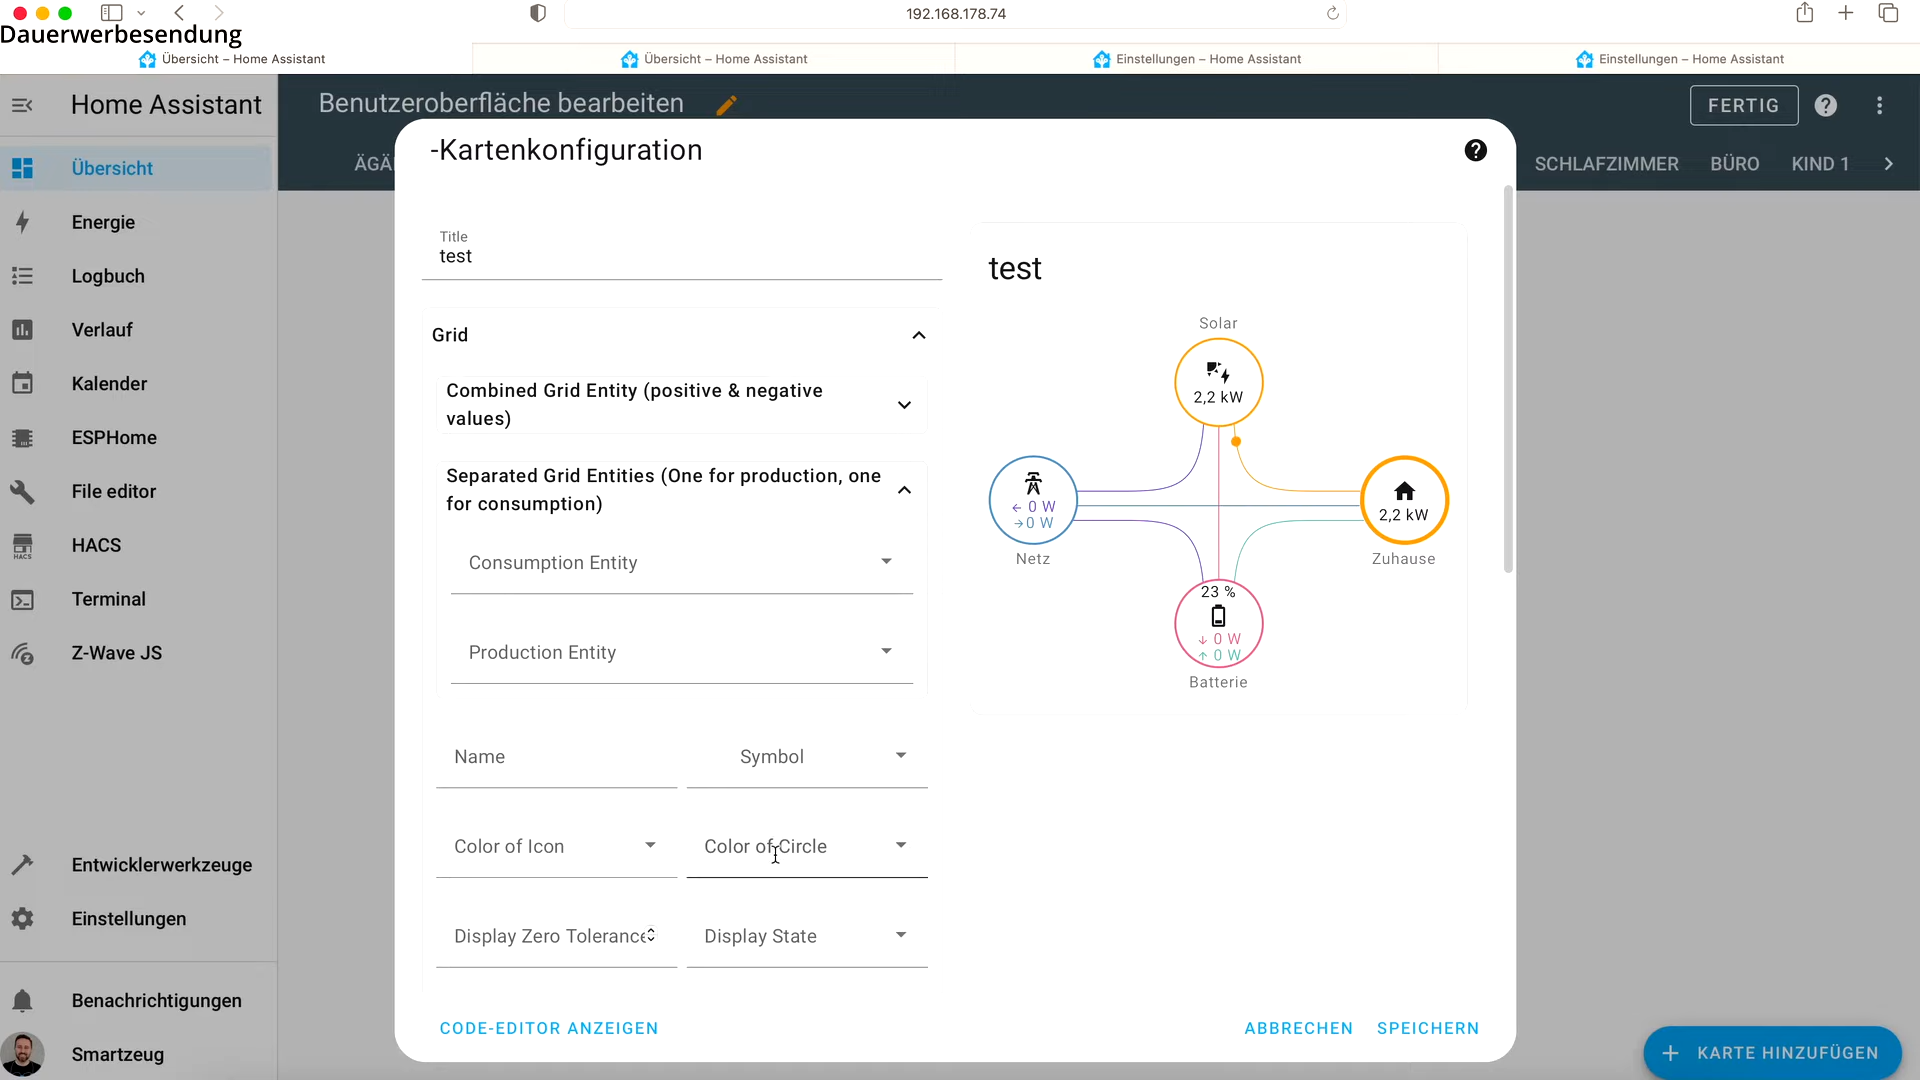 192.168.178.74
Dauerwerbesendung
Übersicht – Home Assistant
Übersicht – Home Assistant
Einstellungen – Home Assistant
Einstellungen – Home Assistant
Home Assistant
Benutzeroberfläche bearbeiten
FERTIG
ÄGÄ
SCHLAFZIMMER
BÜRO
KIND 1
Übersicht
Energie
Logbuch
Verlauf
Kalender
ESPHome
File editor
HACS
HACS
Terminal
Z-Wave JS
Entwicklerwerkzeuge
Einstellungen
Benachrichtigungen
Smartzeug
-Kartenkonfiguration
Title
test
Grid
Combined Grid Entity (positive & negative
values)
Separated Grid Entities (One for production, one
for consumption)
Consumption Entity
Production Entity
Name
Symbol
Color of Icon
Color of Circle
Display Zero Tolerance
Display State
CODE-EDITOR ANZEIGEN
ABBRECHEN
SPEICHERN
test
Solar
2,2 kW
← 0 W
→0 W
Netz
2,2 kW
Zuhause
23 %
↓ 0 W
↑ 0 W
Batterie
+ KARTE HINZUFÜGEN